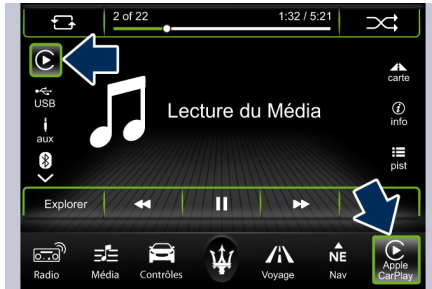 2 of 22
1:32 / 5:21
carte
USB
Lecture du Média
info
aux
pist
Explorer
Radio
Média
Contrôles
Voyage
NE
Nav
Apple
CarPlay